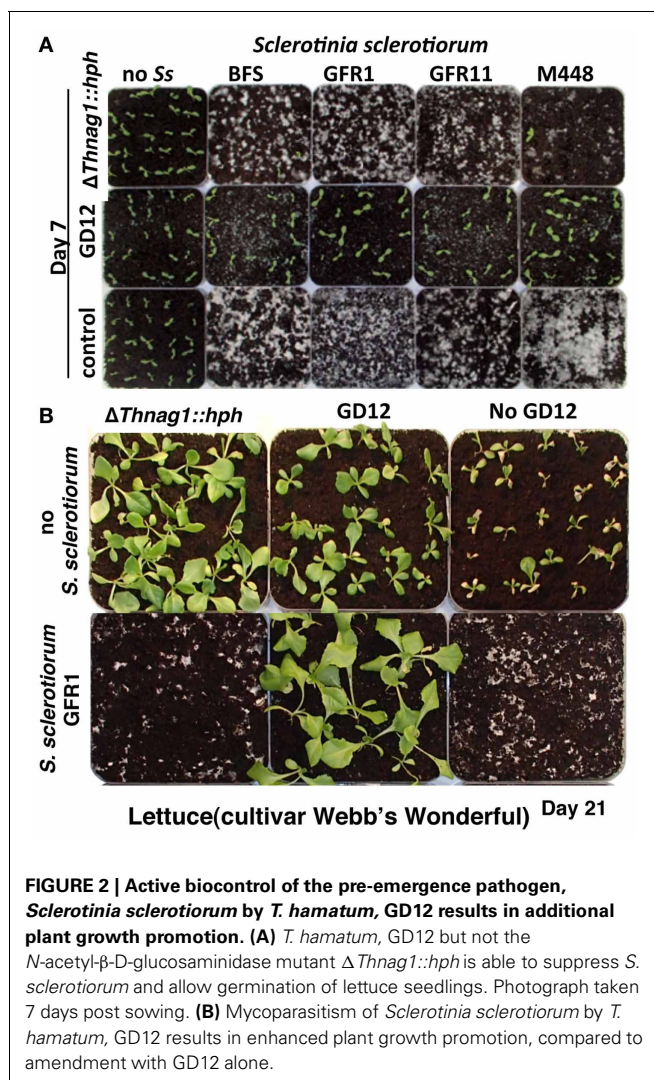 A
Sclerotinia sclerotiorum
no Ss BFS GFR1 GFR11 M448
Day 7
ΔThnag1::hph
GD12
control
B
ΔThnag1::hph GD12 No GD12
no
S. sclerotiorum
S. sclerotiorum
GFR1
Lettuce(cultivar Webb's Wonderful) Day 21
FIGURE 2 | Active biocontrol of the pre-emergence pathogen,
Sclerotinia sclerotiorum by T. hamatum, GD12 results in additional
plant growth promotion. (A) T. hamatum, GD12 but not the
N-acetyl-β-D-glucosaminidase mutant ΔThnag1::hph is able to suppress S.
sclerotiorum and allow germination of lettuce seedlings. Photograph taken
7 days post sowing. (B) Mycoparasitism of Sclerotinia sclerotiorum by T.
hamatum, GD12 results in enhanced plant growth promotion, compared to
amendment with GD12 alone.